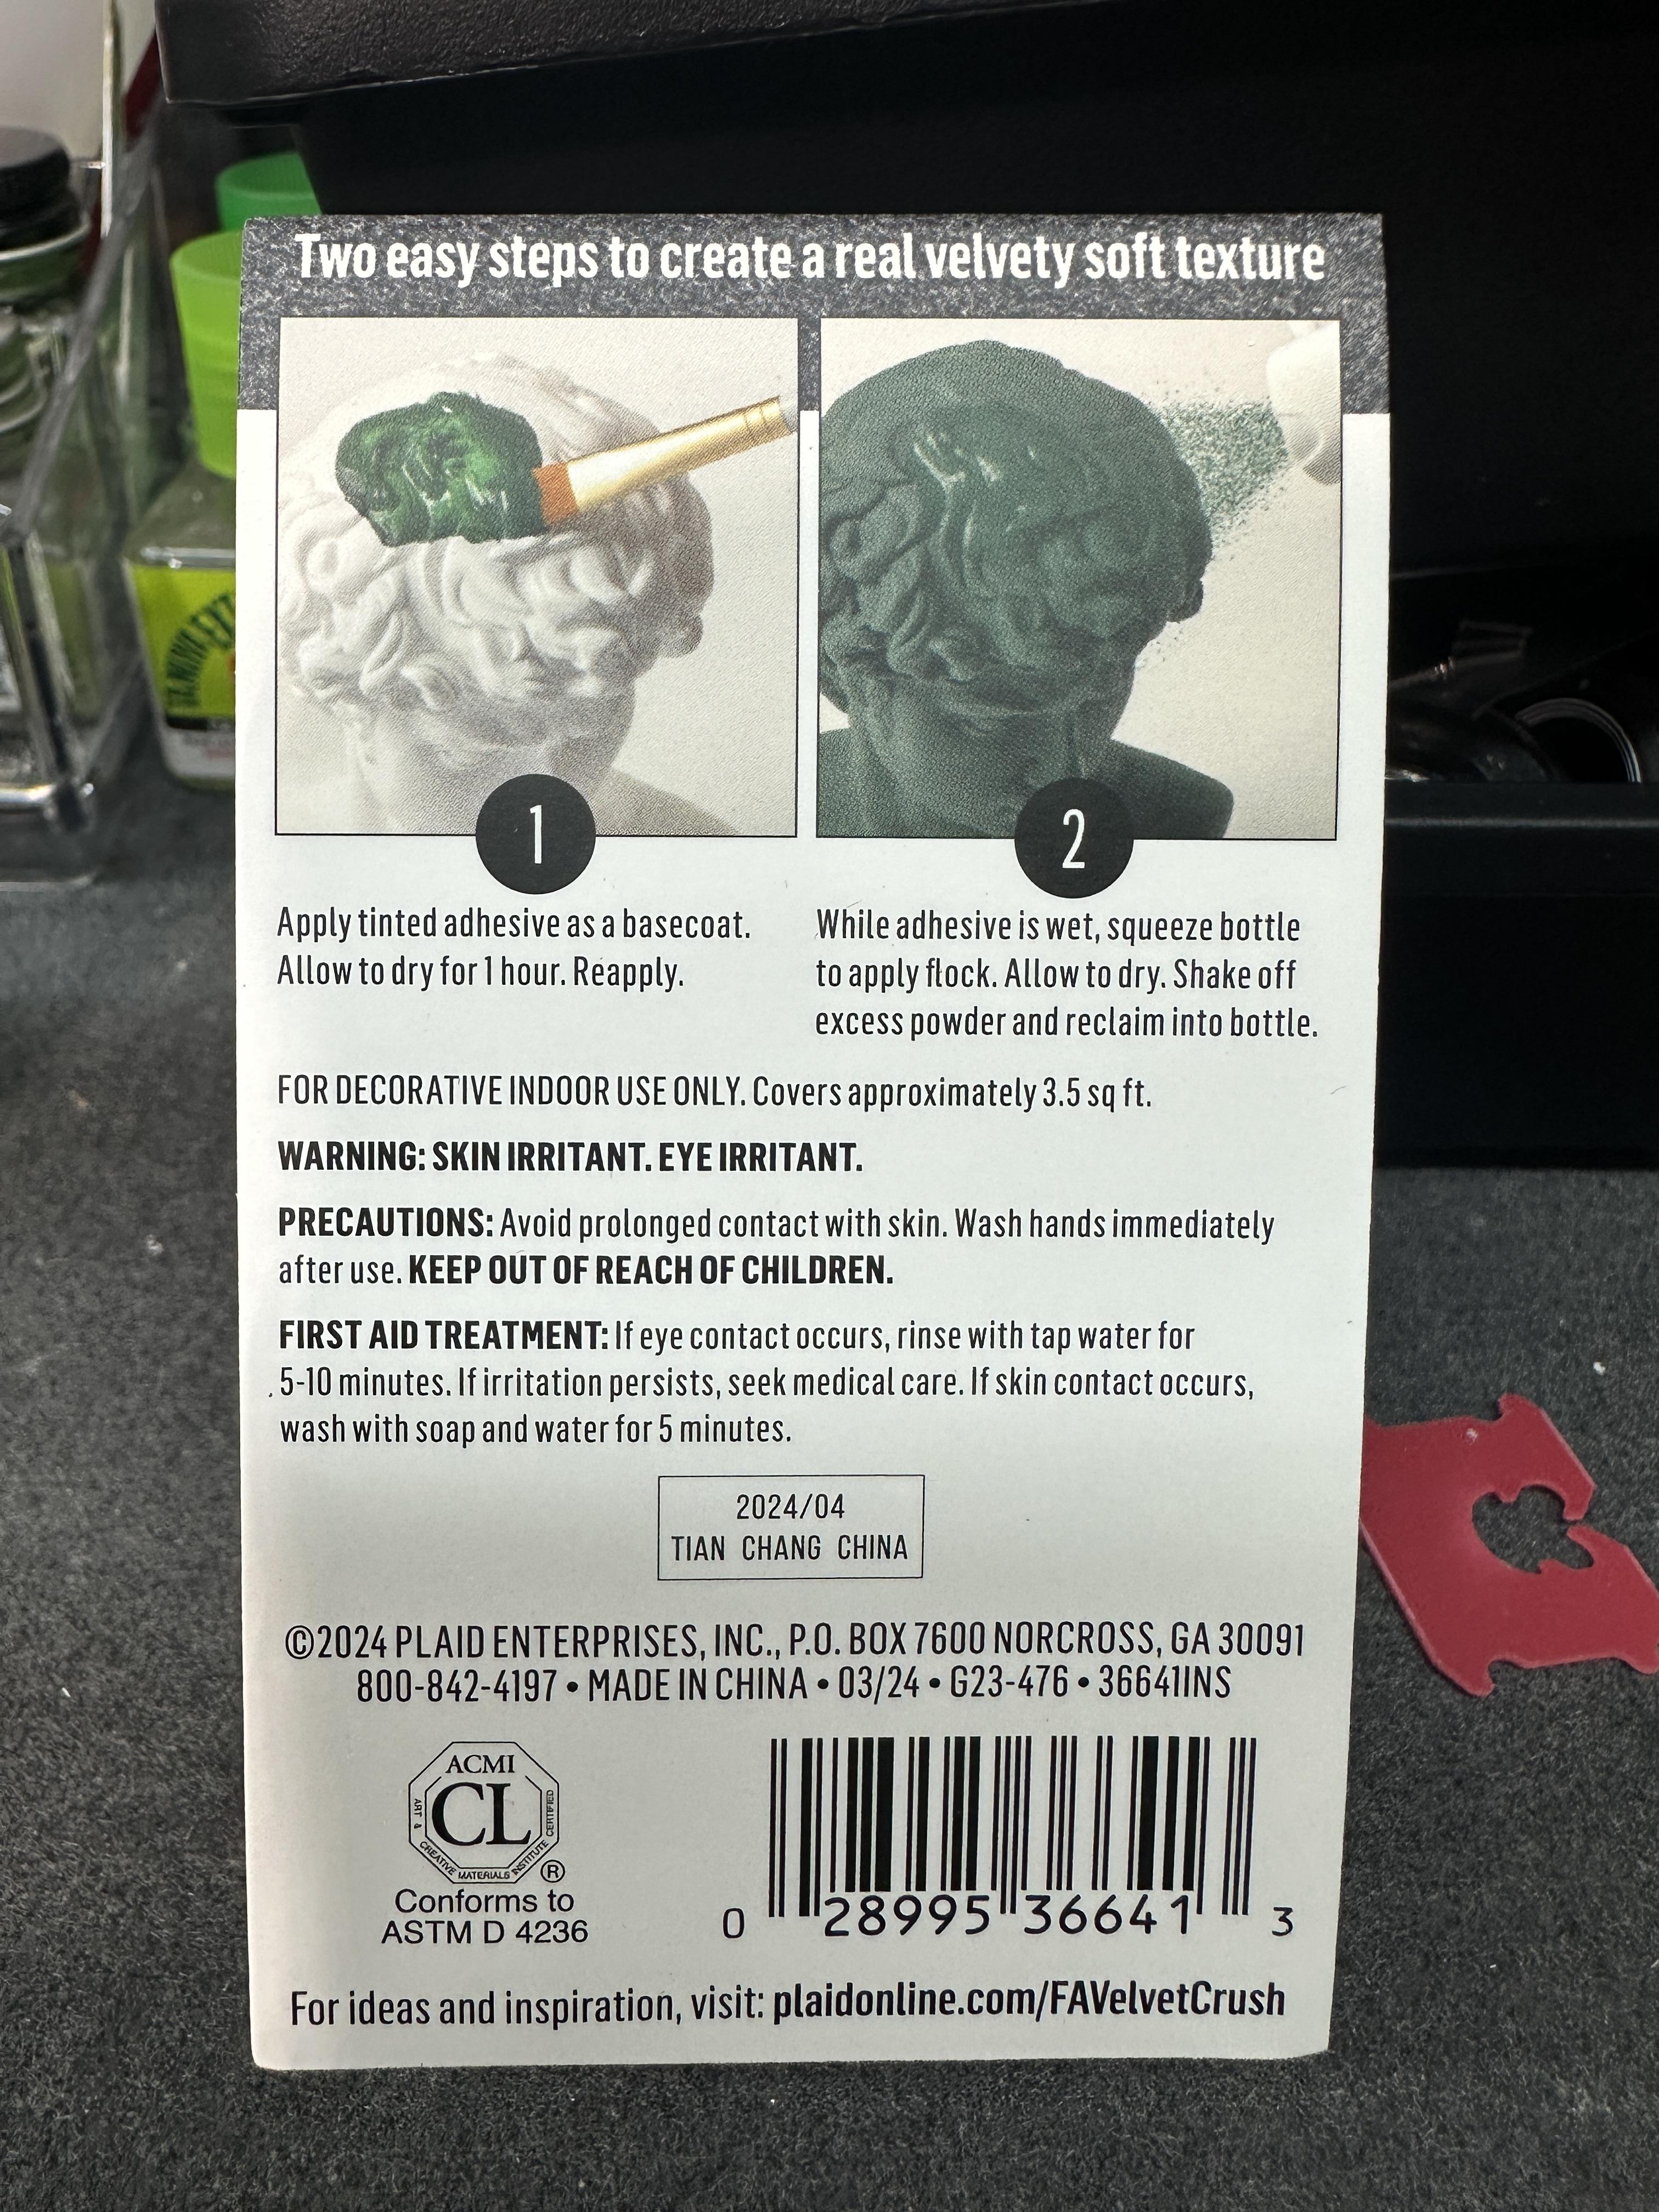 Two easy steps to create a real velvety soft texture
1
Apply tinted adhesive as a basecoat.
Allow to dry for 1 hour. Reapply.
2
While adhesive is wet, squeeze bottle
to apply flock. Allow to dry. Shake off
excess powder and reclaim into bottle.
FOR DECORATIVE INDOOR USE ONLY. Covers approximately 3.5 sq ft.
WARNING: SKIN IRRITANT. EYE IRRITANT.
PRECAUTIONS: Avoid prolonged contact with skin. Wash hands immediately
after use. KEEP OUT OF REACH OF CHILDREN.
FIRST AID TREATMENT: If eye contact occurs, rinse with tap water for
5-10 minutes. If irritation persists, seek medical care. If skin contact occurs,
wash with soap and water for 5 minutes.
2024/04
TIAN CHANG CHINA
©2024 PLAID ENTERPRISES, INC., P.O. BOX 7600 NORCROSS, GA 30091
800-842-4197 • MADE IN CHINA • 03/24 • G23-476 • 36641INS
ACMI
CL
ART & CREATIVE MATERIALS INSTITUTE CERTIFIED
®
Conforms to
ASTM D 4236
0 28995 36641 3
For ideas and inspiration, visit: plaidonline.com/FAVelvetCrush